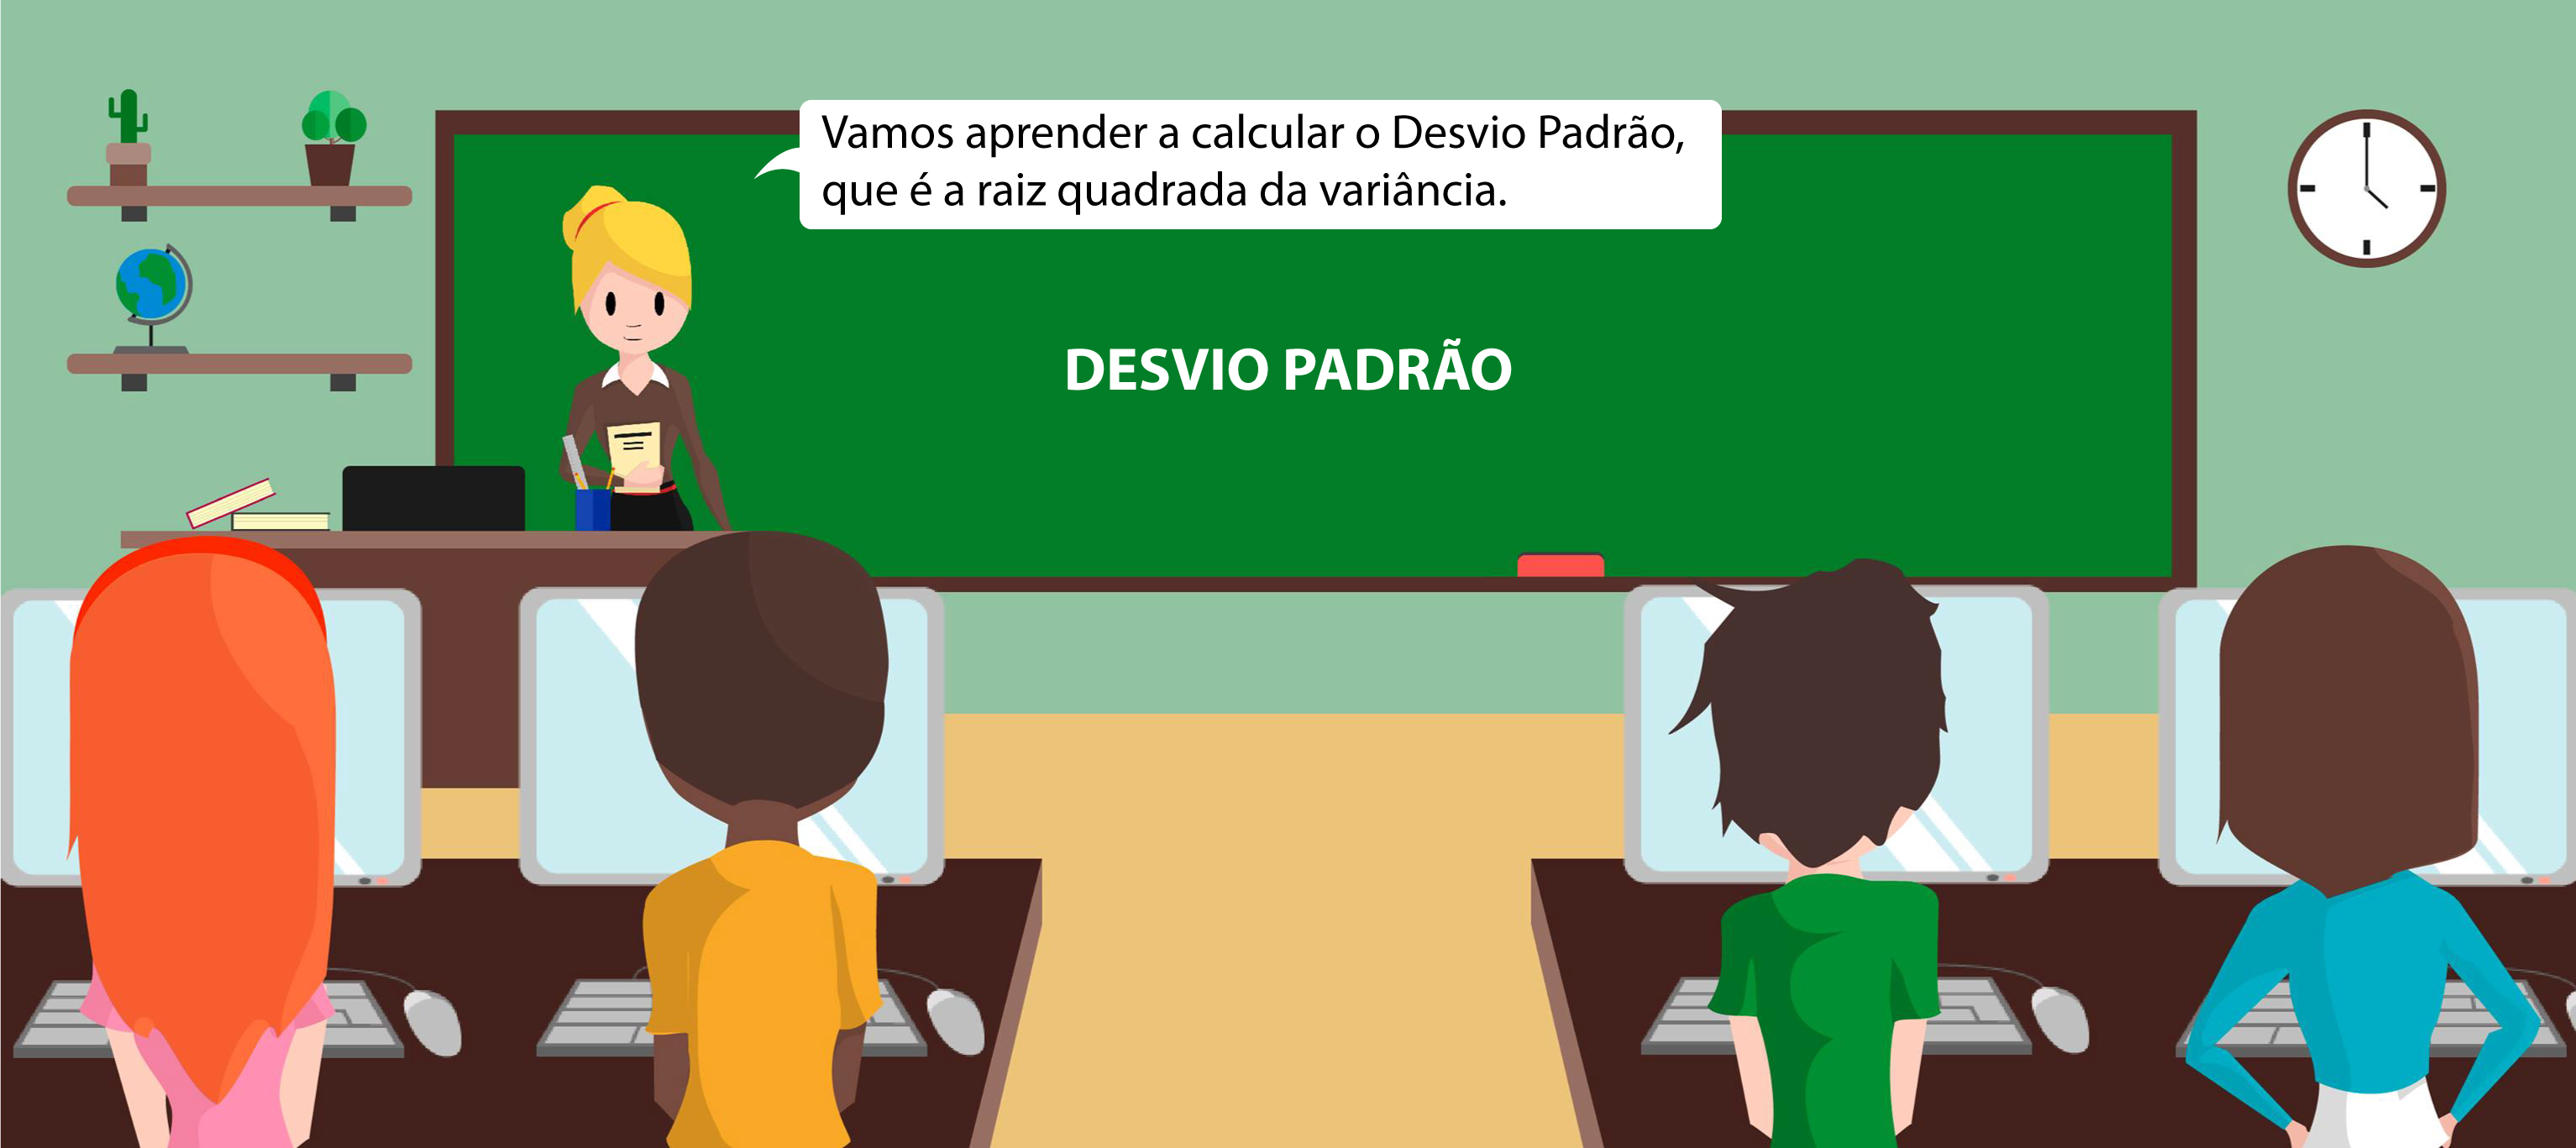 Vamos aprender a calcular o Desvio Padrão,
que é a raiz quadrada da variância.
DESVIO PADRÃO